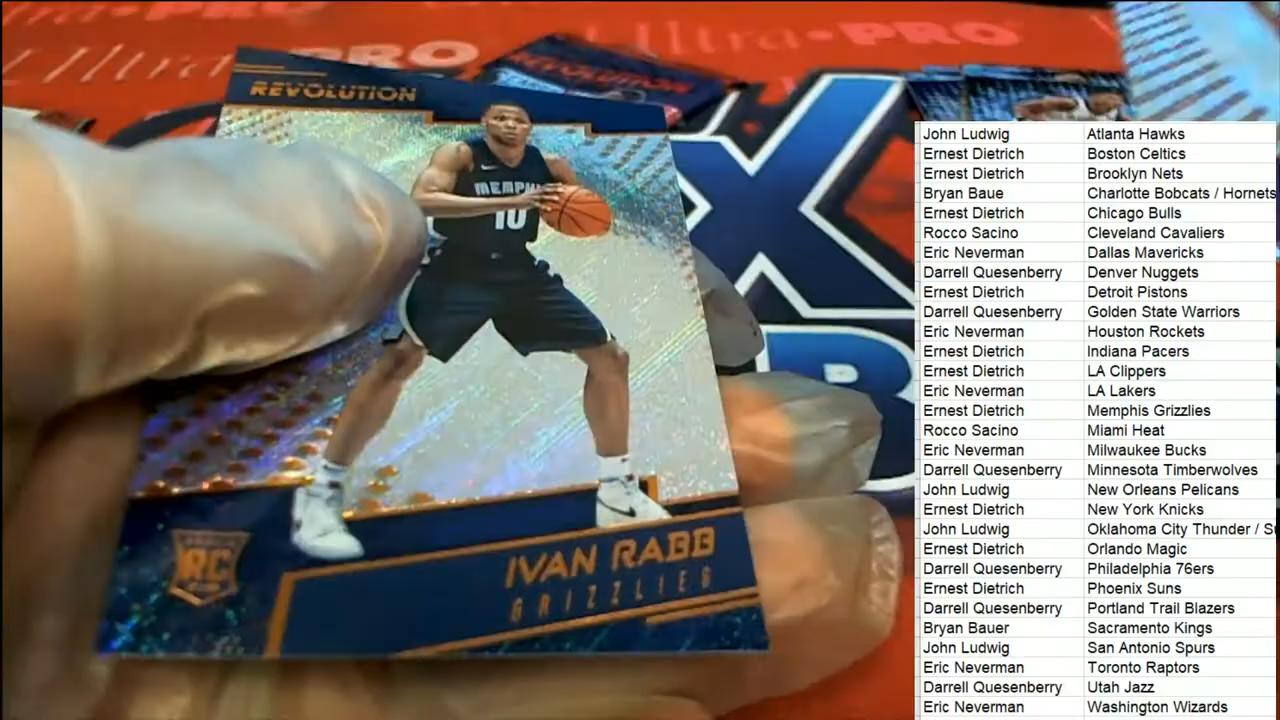 Ultra•PRO
Ultra•PRO
REVOLUTION
REVOLUTION
MEMPHI
10
RC
IVAN RABB
GRIZZLIES
X
B
John Ludwig Atlanta Hawks
Ernest Dietrich Boston Celtics
Ernest Dietrich Brooklyn Nets
Bryan Baue Charlotte Bobcats / Hornets
Ernest Dietrich Chicago Bulls
Rocco Sacino Cleveland Cavaliers
Eric Neverman Dallas Mavericks
Darrell Quesenberry Denver Nuggets
Ernest Dietrich Detroit Pistons
Darrell Quesenberry Golden State Warriors
Eric Neverman Houston Rockets
Ernest Dietrich Indiana Pacers
Ernest Dietrich LA Clippers
Eric Neverman LA Lakers
Ernest Dietrich Memphis Grizzlies
Rocco Sacino Miami Heat
Eric Neverman Milwaukee Bucks
Darrell Quesenberry Minnesota Timberwolves
John Ludwig New Orleans Pelicans
Ernest Dietrich New York Knicks
John Ludwig Oklahoma City Thunder / S
Ernest Dietrich Orlando Magic
Darrell Quesenberry Philadelphia 76ers
Ernest Dietrich Phoenix Suns
Darrell Quesenberry Portland Trail Blazers
Bryan Bauer Sacramento Kings
John Ludwig San Antonio Spurs
Eric Neverman Toronto Raptors
Darrell Quesenberry Utah Jazz
Eric Neverman Washington Wizards